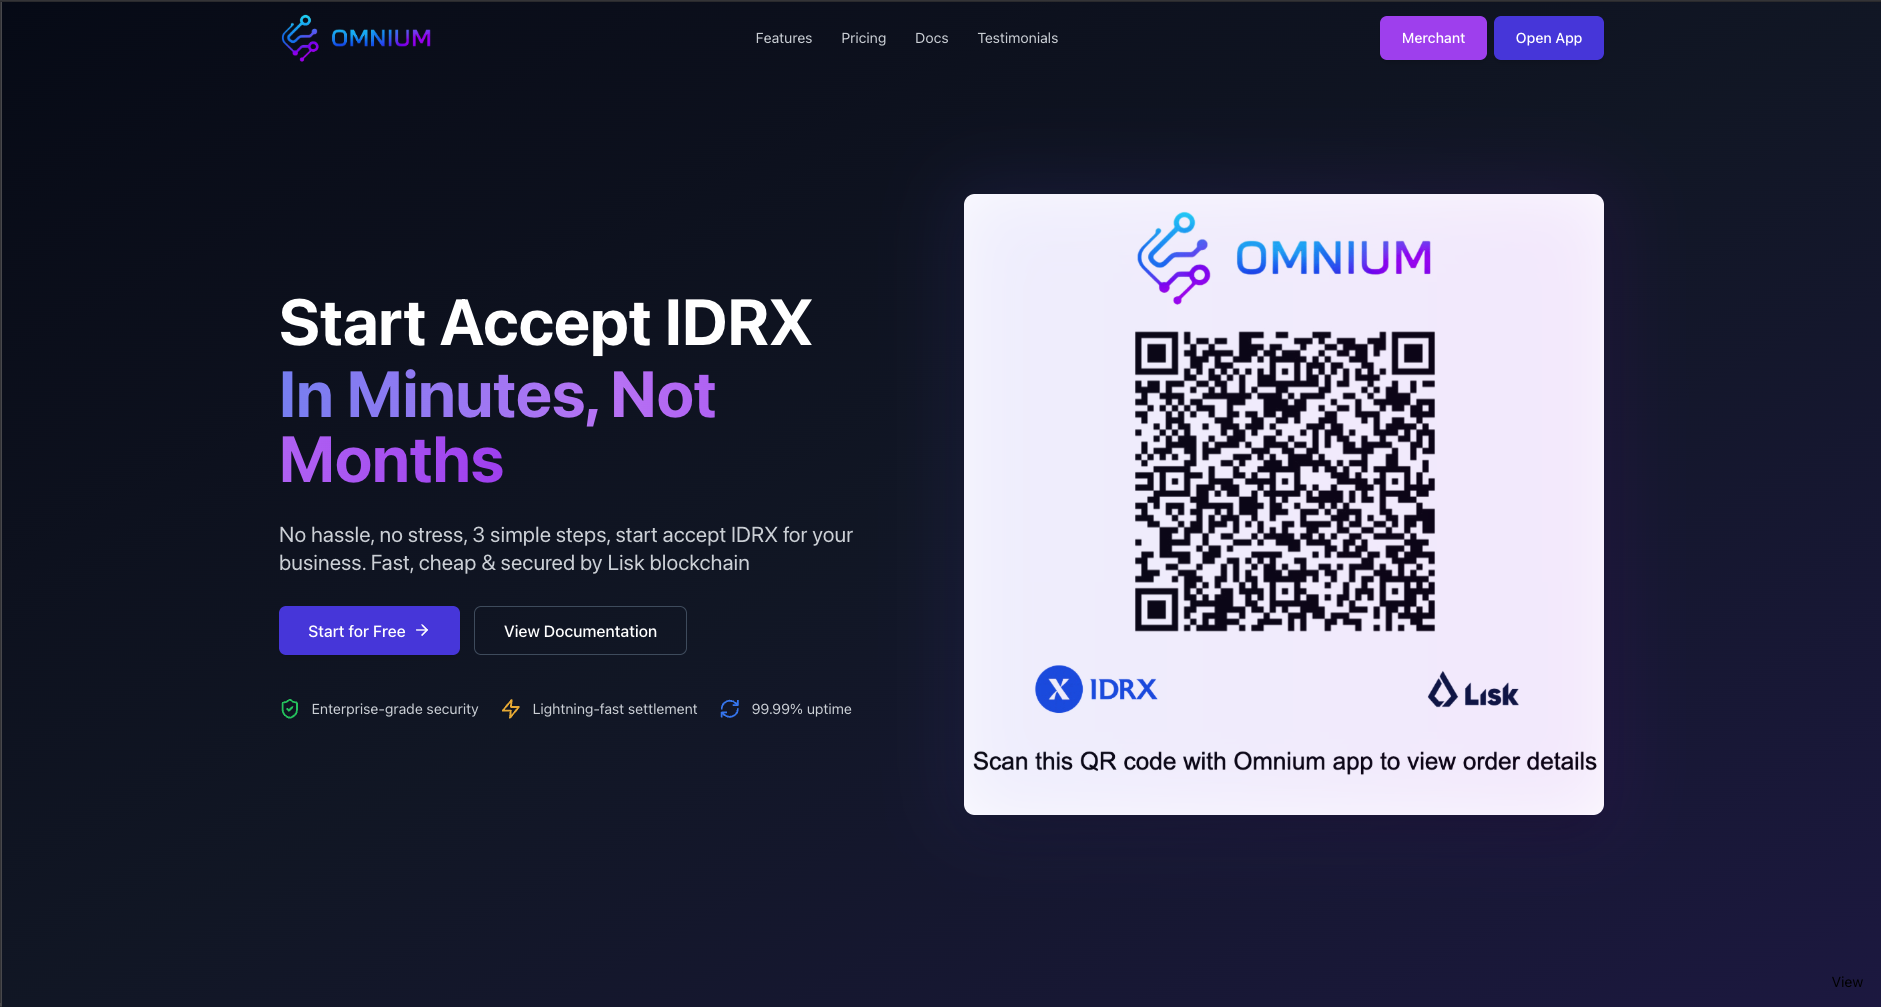 OMNIUM
Features
Pricing
Docs
Testimonials
Merchant
Open App
Start Accept IDRX
In Minutes, Not
Months
No hassle, no stress, 3 simple steps, start accept IDRX for your
business. Fast, cheap & secured by Lisk blockchain
Start for Free
View Documentation
Enterprise-grade security
Lightning-fast settlement
99.99% uptime
OMNIUM
X IDRX
Lisk
Scan this QR code with Omnium app to view order details
View